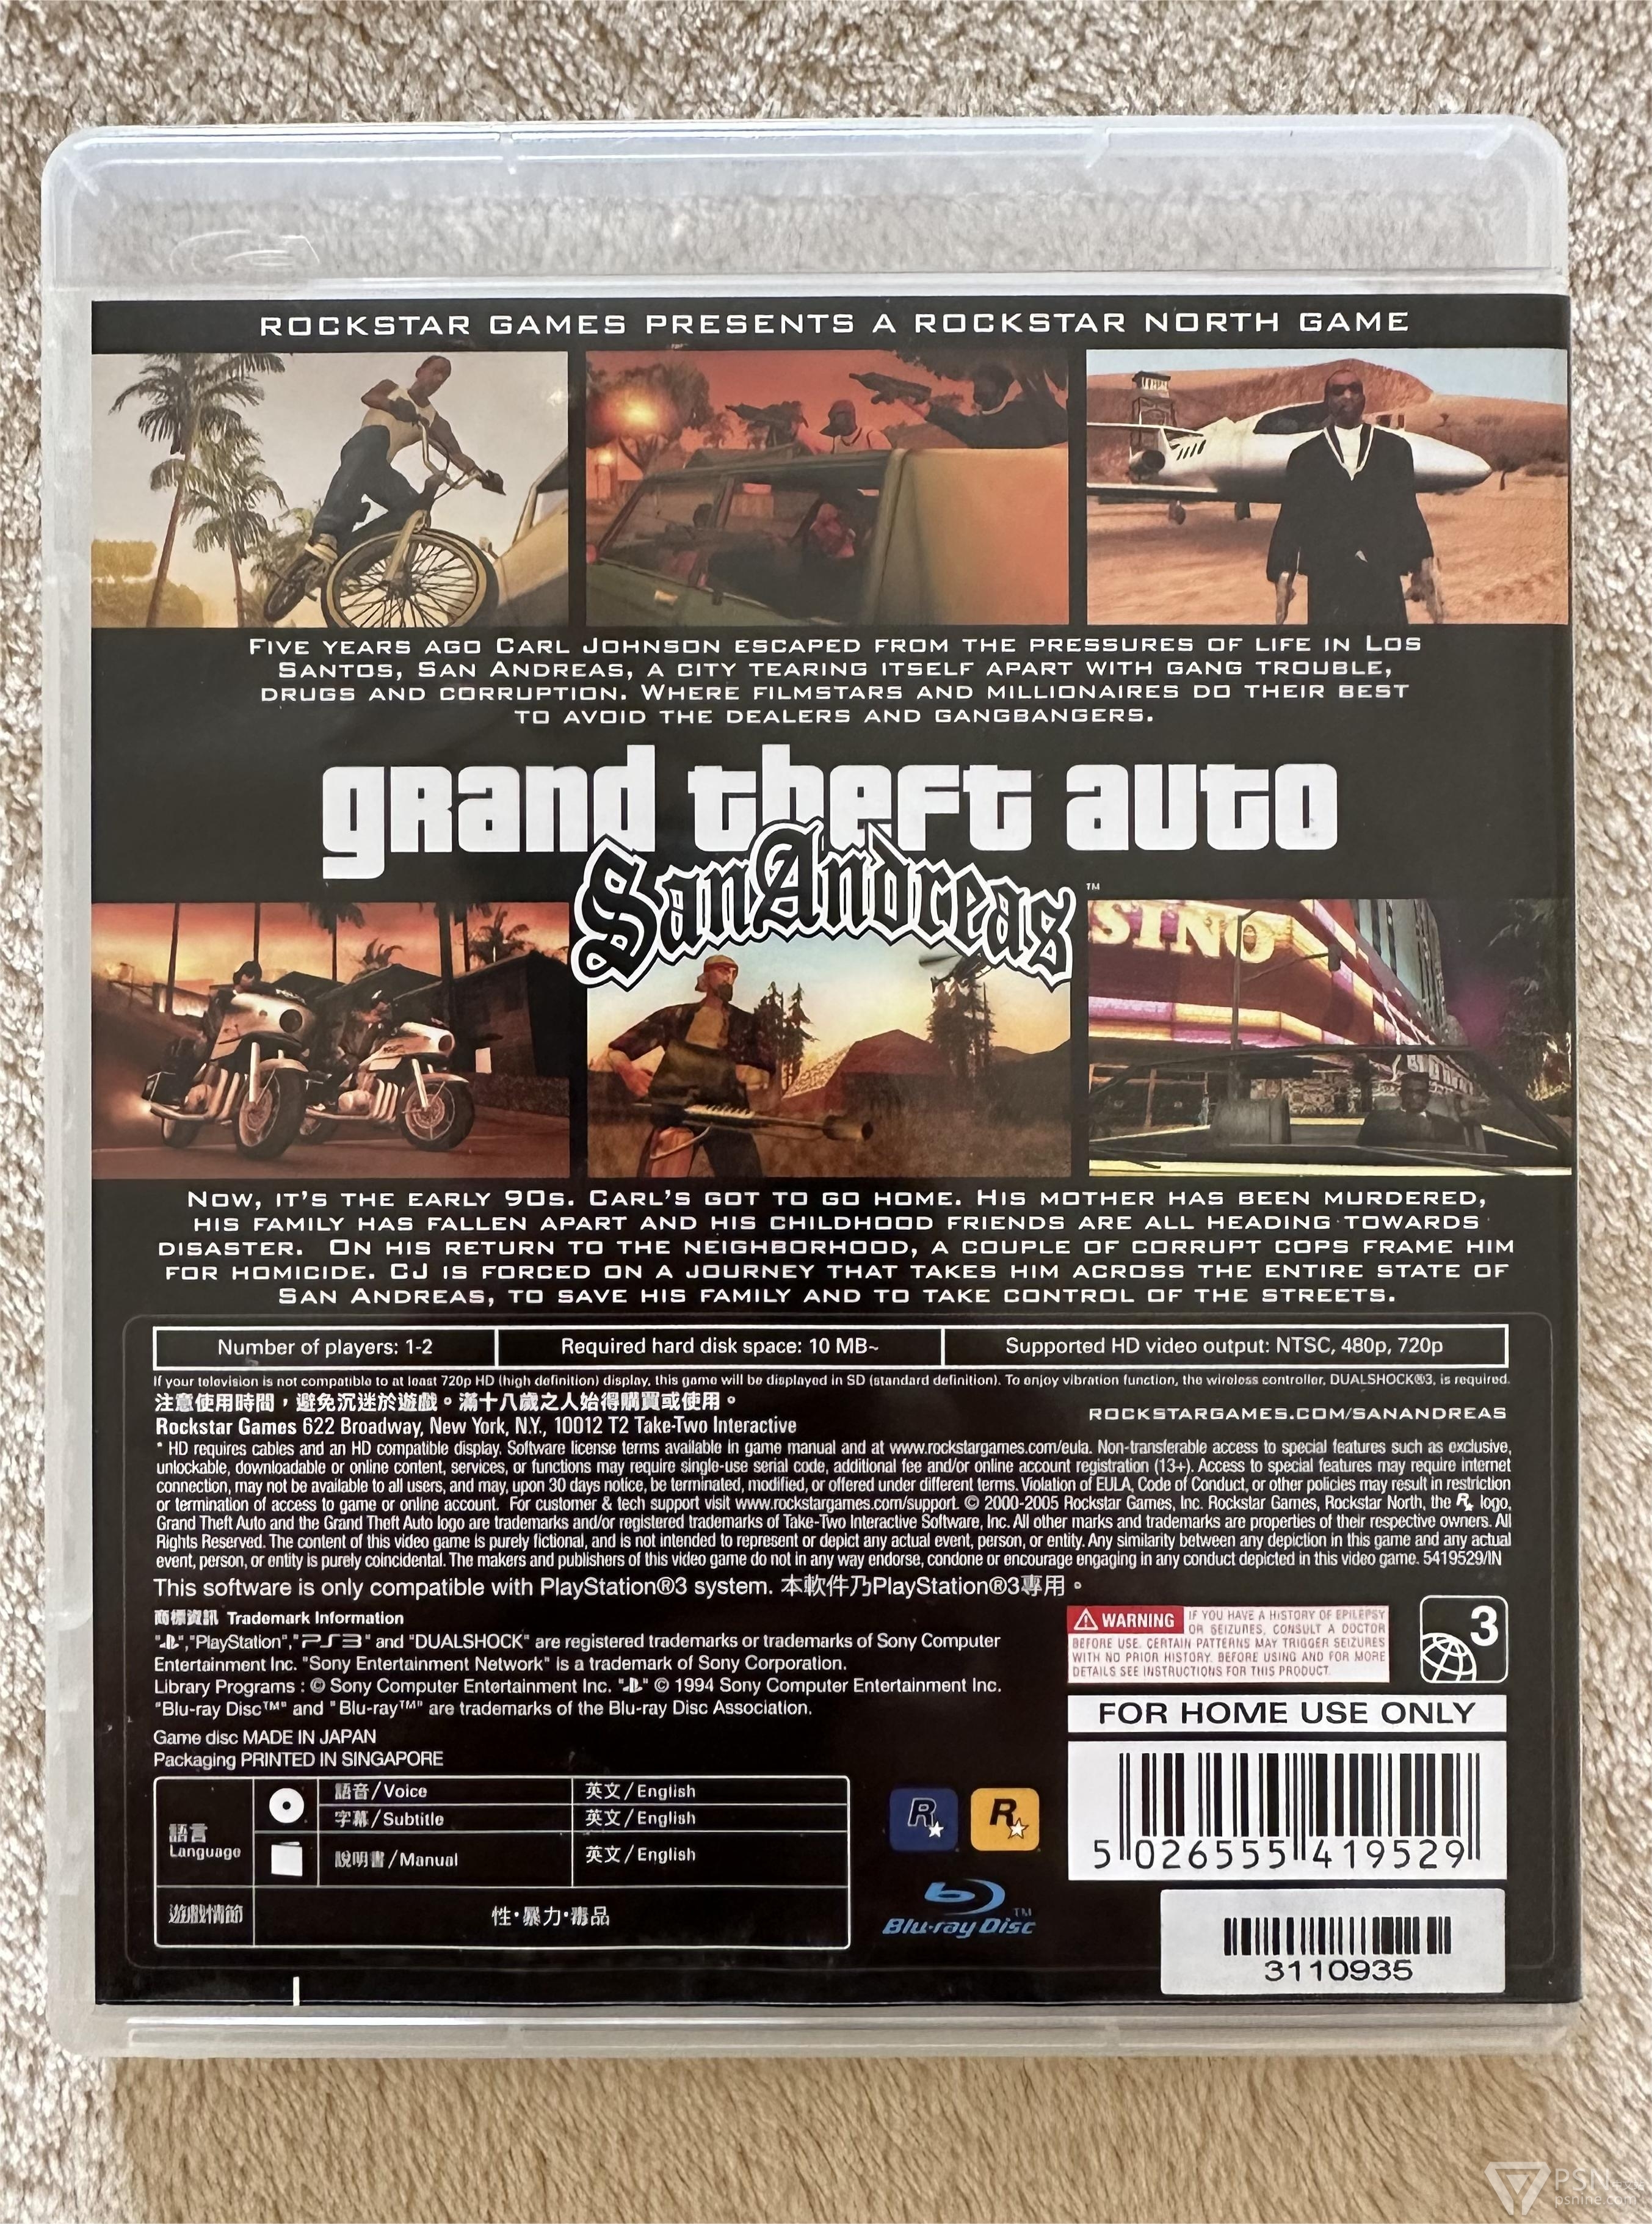 ROCKSTAR GAMES PRESENTS A ROCKSTAR NORTH GAME
FIVE YEARS AGO CARL JOHNSON ESCAPED FROM THE PRESSURES OF LIFE IN LOS
SANTOS, SAN ANDREAS, A CITY TEARING ITSELF APART WITH GANG TROUBLE,
DRUGS AND CORRUPTION. WHERE FILMSTARS AND MILLIONAIRES DO THEIR BEST
TO AVOID THE DEALERS AND GANGBANGERS.
grand theft auto
San Andreas™
SINO
NOW, IT'S THE EARLY 90S. CARL'S GOT TO GO HOME. HIS MOTHER HAS BEEN MURDERED,
HIS FAMILY HAS FALLEN APART AND HIS CHILDHOOD FRIENDS ARE ALL HEADING TOWARDS
DISASTER. ON HIS RETURN TO THE NEIGHBORHOOD, A COUPLE OF CORRUPT COPS FRAME HIM
FOR HOMICIDE. CJ IS FORCED ON A JOURNEY THAT TAKES HIM ACROSS THE ENTIRE STATE OF
SAN ANDREAS, TO SAVE HIS FAMILY AND TO TAKE CONTROL OF THE STREETS.
Number of players: 1-2 Required hard disk space: 10 MB~ Supported HD video output: NTSC, 480p, 720p
If your television is not compatible to at least 720p HD (high definition) display, this game will be displayed in SD (standard definition). To enjoy vibration function, the wireless controller, DUALSHOCK®3, is required.
注意使用時間，避免沉迷於遊戲。滿十八歲之人始得購買或使用。
ROCKSTARGAMES.COM/SANANDREAS
Rockstar Games 622 Broadway, New York, N.Y., 10012 T2 Take-Two Interactive
* HD requires cables and an HD compatible display. Software license terms available in game manual and at www.rockstargames.com/eula. Non-transferable access to special features such as exclusive,
unlockable, downloadable or online content, services, or functions may require single-use serial code, additional fee and/or online account registration (13+). Access to special features may require internet
connection, may not be available to all users, and may, upon 30 days notice, be terminated, modified, or offered under different terms. Violation of EULA, Code of Conduct, or other policies may result in restriction
or termination of access to game or online account. For customer & tech support visit www.rockstargames.com/support. © 2000-2005 Rockstar Games, Inc. Rockstar Games, Rockstar North, the R★ logo,
Grand Theft Auto and the Grand Theft Auto logo are trademarks and/or registered trademarks of Take-Two Interactive Software, Inc. All other marks and trademarks are properties of their respective owners. All
Rights Reserved. The content of this video game is purely fictional, and is not intended to represent or depict any actual event, person, or entity. Any similarity between any depiction in this game and any actual
event, person, or entity is purely coincidental. The makers and publishers of this video game do not in any way endorse, condone or encourage engaging in any conduct depicted in this video game. 5419529/IN
This software is only compatible with PlayStation®3 system. 本軟件乃PlayStation®3專用。
商標資訊 Trademark Information
"PS", "PlayStation", "PS3" and "DUALSHOCK" are registered trademarks or trademarks of Sony Computer
Entertainment Inc. "Sony Entertainment Network" is a trademark of Sony Corporation.
Library Programs : © Sony Computer Entertainment Inc. "PS" © 1994 Sony Computer Entertainment Inc.
"Blu-ray Disc™" and "Blu-ray™" are trademarks of the Blu-ray Disc Association.
WARNING IF YOU HAVE A HISTORY OF EPILEPSY
OR SEIZURES, CONSULT A DOCTOR
BEFORE USE. CERTAIN PATTERNS MAY TRIGGER SEIZURES
WITH NO PRIOR HISTORY. BEFORE USING AND FOR MORE
DETAILS SEE INSTRUCTIONS FOR THIS PRODUCT.
3
FOR HOME USE ONLY
Game disc MADE IN JAPAN
Packaging PRINTED IN SINGAPORE
語言
Language
語音/Voice 英文/English
字幕/Subtitle 英文/English
說明書/Manual 英文/English
遊戲情節 性·暴力·毒品
R R
Blu-ray Disc™
5 026555 419529
3110935
PSN
psnine.com